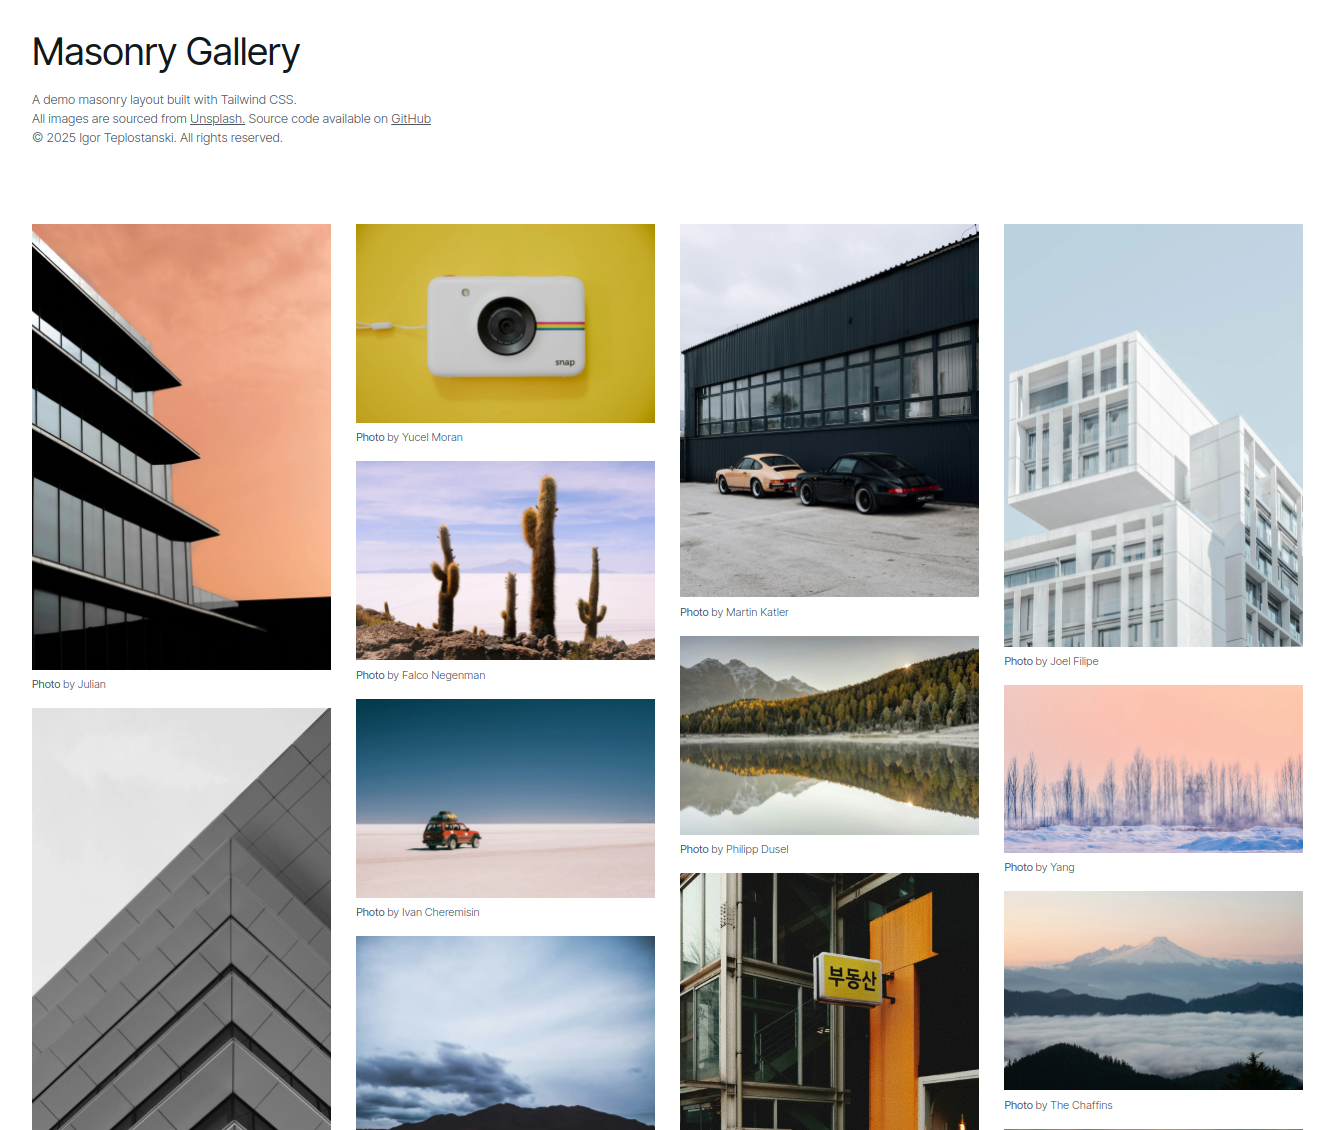 Masonry Gallery
A demo masonry layout built with Tailwind CSS.
All images are sourced from Unsplash. Source code available on GitHub
© 2025 Igor Teplostanski. All rights reserved.
snap
Photo by Yucel Moran
Photo by Martin Katler
Photo by Joel Filipe
Photo by Falco Negenman
Photo by Julian
Photo by Philipp Dusel
Photo by Yang
Photo by Ivan Cheremisin
부동산
Photo by The Chaffins